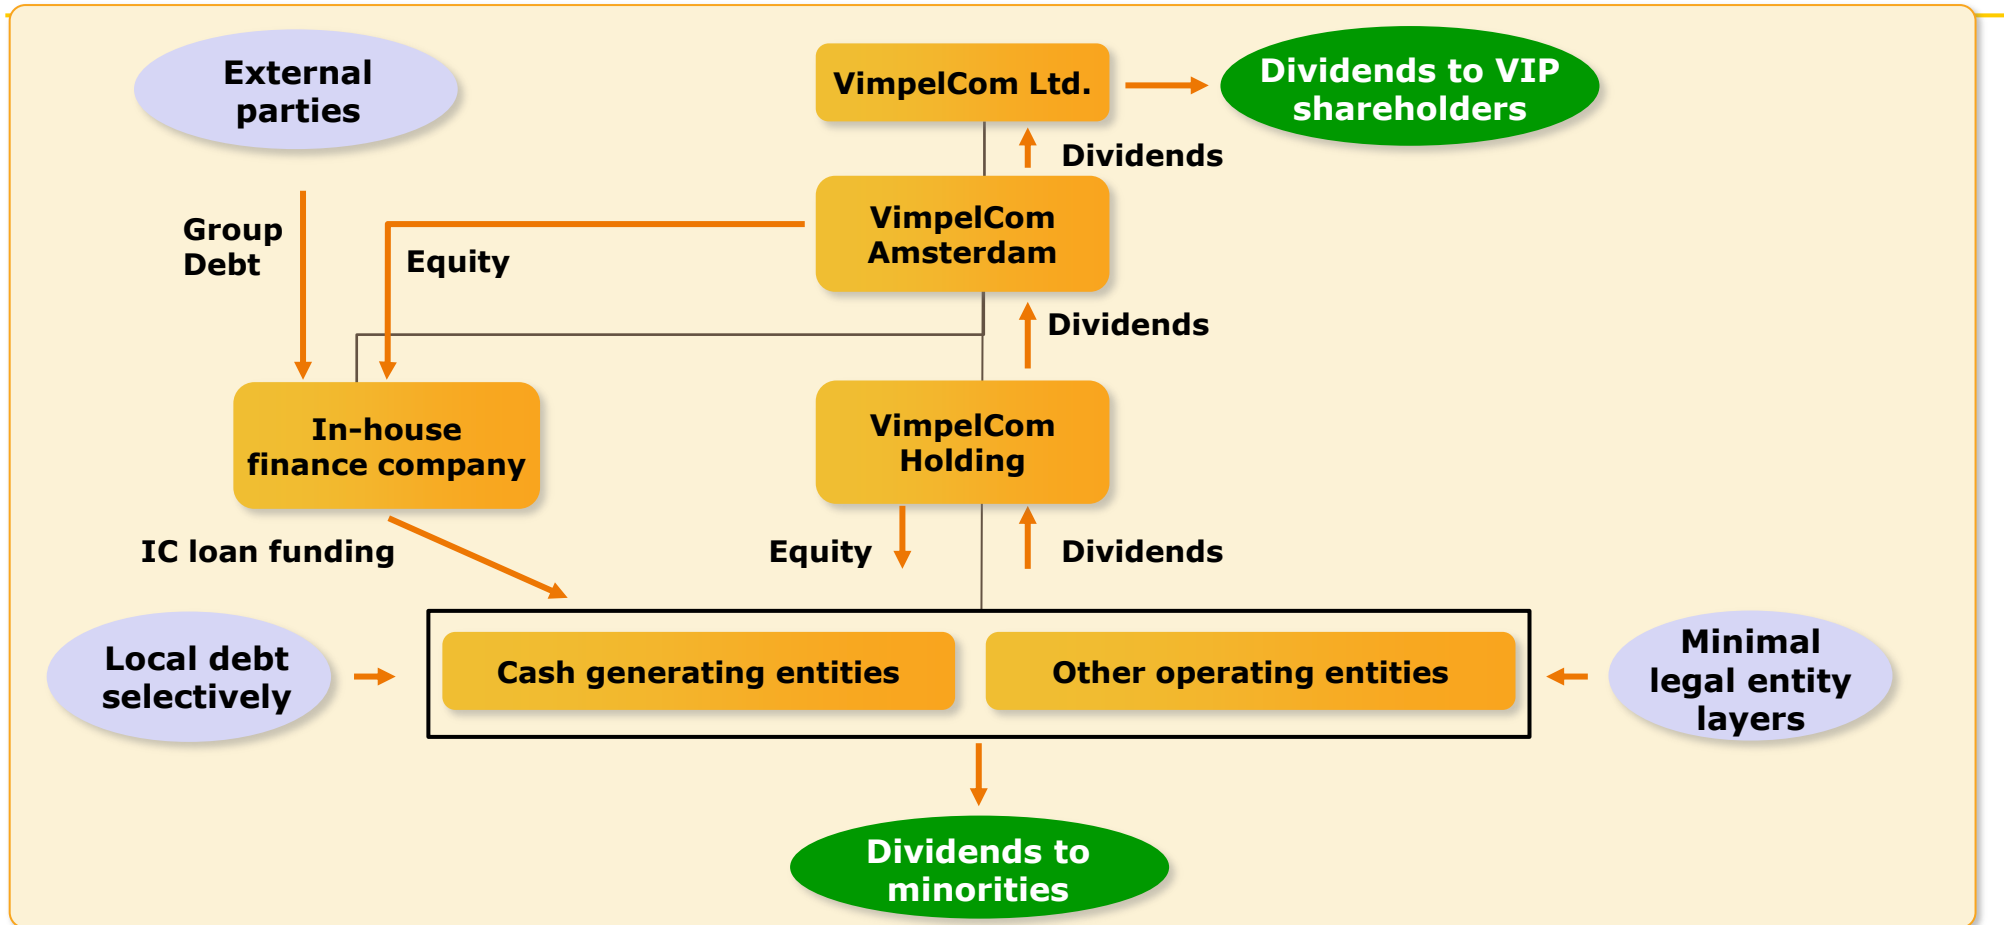 External
parties
VimpelCom Ltd.
Dividends to VIP
shareholders
Dividends
Group
Debt
Equity
VimpelCom
Amsterdam
Dividends
In-house
finance company
VimpelCom
Holding
IC loan funding
Equity
Dividends
Local debt
selectively
Cash generating entities
Other operating entities
Minimal
legal entity
layers
Dividends to
minorities